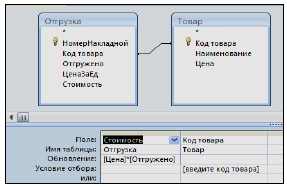 Отгрузка
*
НомерНакладной
Код товара
Отгружено
ЦенаЗаЕд
Стоимость
Товар
*
Код товара
Наименование
Цена
Поле: Стоимость Код товара
Имя таблицы: Отгрузка Товар
Обновление: [Цена]*[Отгружено]
Условие отбора: [введите код товара]
или: